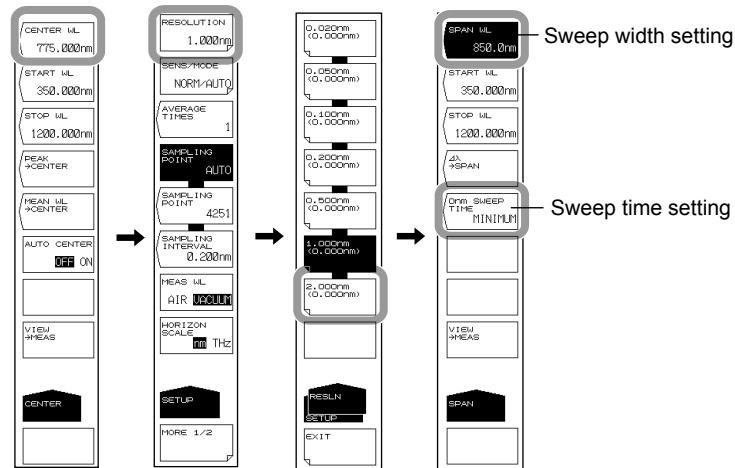 CENTER WL
775.000nm
START WL
350.000nm
STOP WL
1200.000nm
PEAK
→CENTER
MEAN WL
→CENTER
AUTO CENTER
OFF ON
VIEW
→MEAS
CENTER
RESOLUTION
1.000nm
SENS/MODE
NORM/AUTO
AVERAGE
TIMES
1
SAMPLING
POINT
AUTO
SAMPLING
POINT
4251
SAMPLING
INTERVAL
0.200nm
MEAS WL
AIR VACUUM
HORIZON
SCALE
nm THz
SETUP
MORE 1/2
0.020nm
(0.000nm)
0.050nm
(0.000nm)
0.100nm
(0.000nm)
0.200nm
(0.000nm)
0.500nm
(0.000nm)
1.000nm
(0.000nm)
2.000nm
(0.000nm)
RESLN
SETUP
EXIT
SPAN WL
850.0nm
START WL
350.000nm
STOP WL
1200.000nm
Δλ
→SPAN
0nm SWEEP
TIME
MINIMUM
VIEW
→MEAS
SPAN
Sweep width setting
Sweep time setting